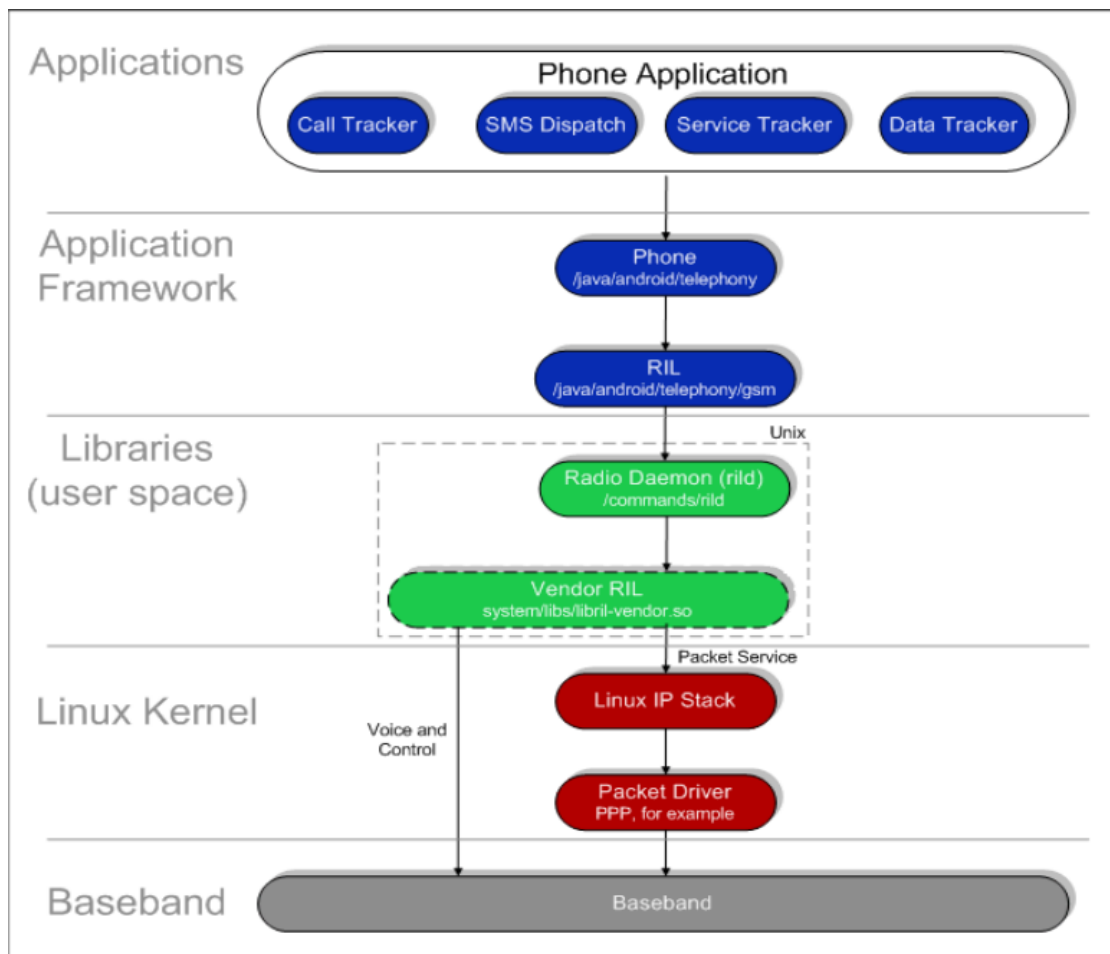 Applications
Phone Application
Call Tracker
SMS Dispatch
Service Tracker
Data Tracker
Application
Framework
Phone
/java/android/telephony
RIL
/java/android/telephony/gsm
Libraries
(user space)
Unix
Radio Daemon (rild)
/commands/rild
Vendor RIL
system/libs/libril-vendor.so
Packet Service
Linux Kernel
Linux IP Stack
Voice and
Control
Packet Driver
PPP, for example
Baseband
Baseband